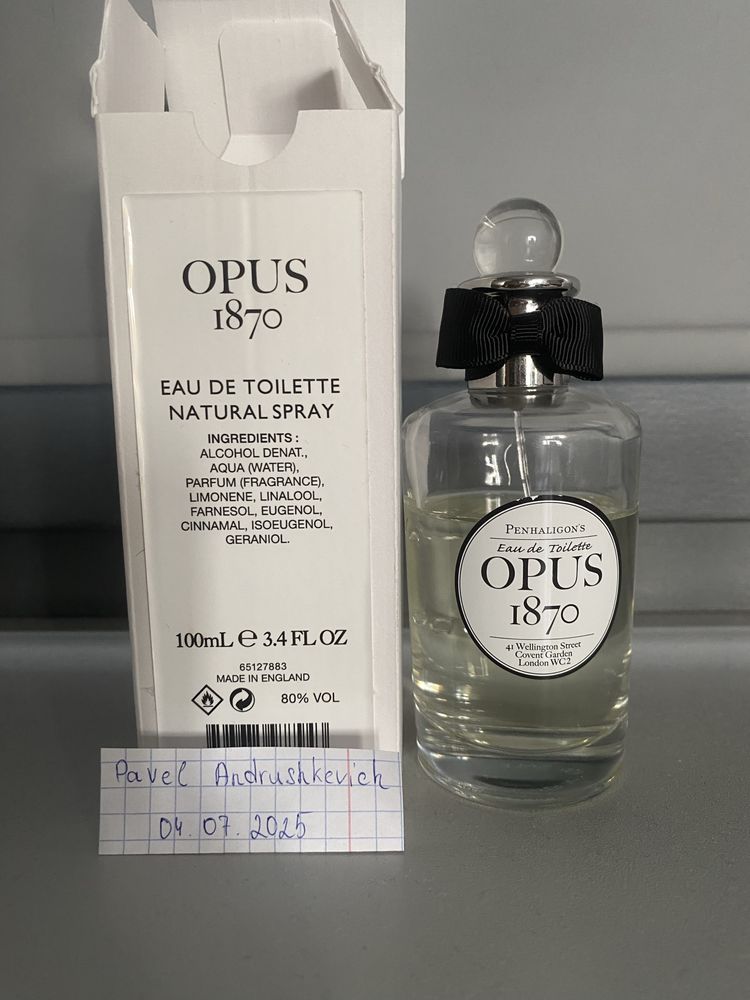 OPUS
1870
EAU DE TOILETTE
NATURAL SPRAY
INGREDIENTS :
ALCOHOL DENAT.,
AQUA (WATER),
PARFUM (FRAGRANCE),
LIMONENE, LINALOOL,
FARNESOL, EUGENOL,
CINNAMAL, ISOEUGENOL,
GERANIOL.
100mL ℮ 3.4 FL OZ
65127883
MADE IN ENGLAND
80% VOL
Pavel Andrushkevich
04.07.2025
PENHALIGON'S
Eau de Toilette
OPUS
1870
41 Wellington Street
Covent Garden
London WC2